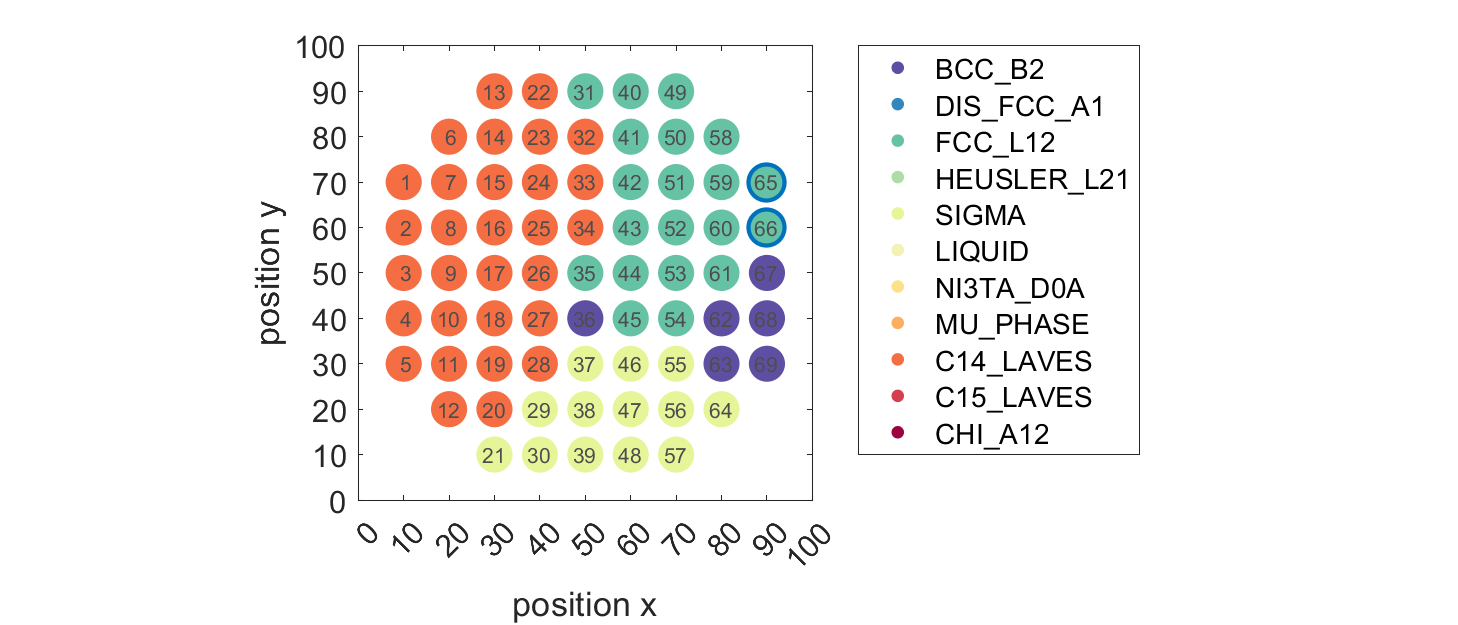 100
90
80
70
60
50
40
30
20
10
0
position y
13 22 31 40 49
6 14 23 32 41 50 58
1 7 15 24 33 42 51 59 65
2 8 16 25 34 43 52 60 66
3 9 17 26 35 44 53 61 67
4 10 18 27 36 45 54 62 68
5 11 19 28 37 46 55 63 69
12 20 29 38 47 56 64
21 30 39 48 57
0 10 20 30 40 50 60 70 80 90 100
position x
BCC_B2
DIS_FCC_A1
FCC_L12
HEUSLER_L21
SIGMA
LIQUID
NI3TA_D0A
MU_PHASE
C14_LAVES
C15_LAVES
CHI_A12